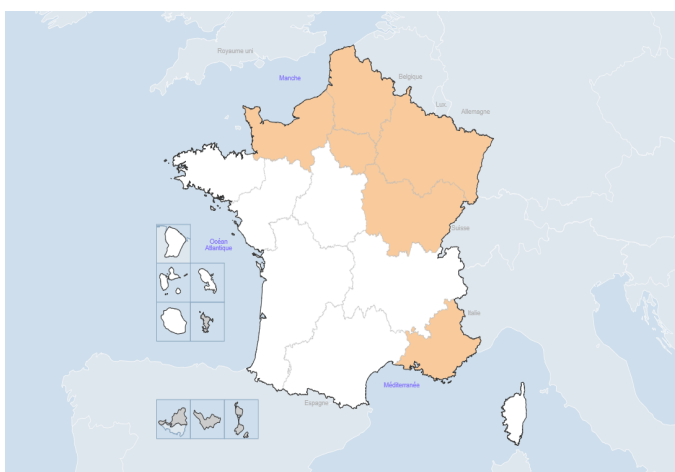 Royaume uni
Manche
Belgique
Lux.
Allemagne
Suisse
Océan
Atlantique
Italie
Méditerranée
Espagne